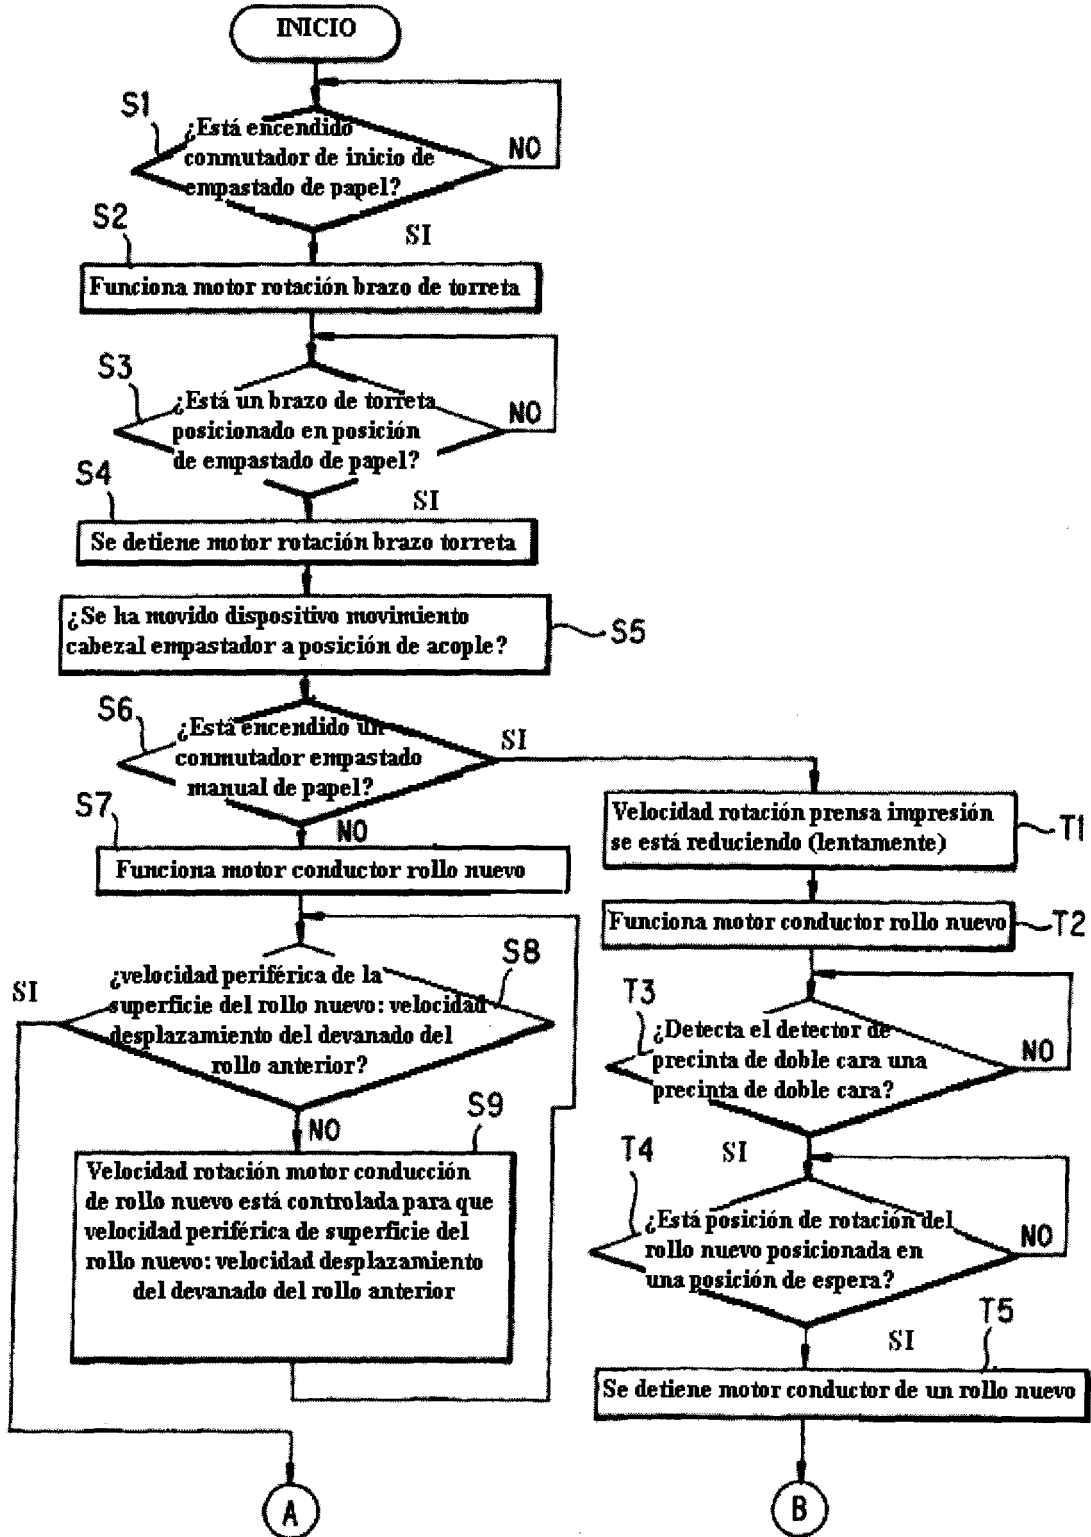 INICIO
S1
¿Está encendido
conmutador de inicio de
empastado de papel?
NO
SI
S2
Funciona motor rotación brazo de torreta
S3
¿Está un brazo de torreta
posicionado en posición
de empastado de papel?
NO
SI
S4
Se detiene motor rotación brazo torreta
¿Se ha movido dispositivo movimiento
cabezal empastador a posición de acople?
S5
S6
¿Está encendido un
conmutador empastado
manual de papel?
SI
NO
S7
Funciona motor conductor rollo nuevo
S8
¿velocidad periférica de la
superficie del rollo nuevo: velocidad
desplazamiento del devanado del
rollo anterior?
SI
NO
S9
Velocidad rotación motor conducción
de rollo nuevo está controlada para que
velocidad periférica de superficie del
rollo nuevo: velocidad desplazamiento
del devanado del rollo anterior
A
Velocidad rotación prensa impresión
se está reduciendo (lentamente)
T1
Funciona motor conductor rollo nuevo
T2
T3
¿Detecta el detector de
precinta de doble cara una
precinta de doble cara?
NO
SI
T4
¿Está posición de rotación del
rollo nuevo posicionada en
una posición de espera?
NO
SI
T5
Se detiene motor conductor de un rollo nuevo
B